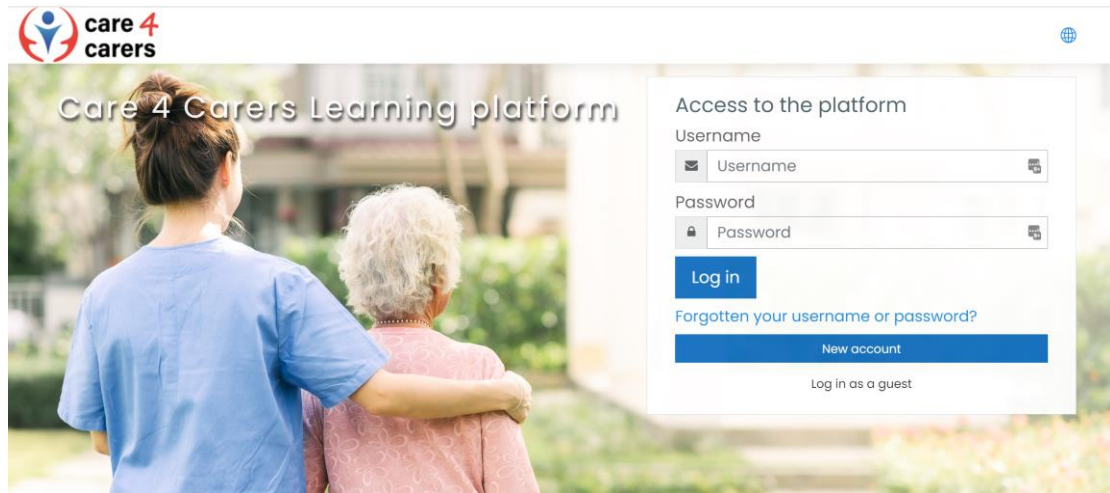 care 4
carers
Care 4 Carers Learning platform
Access to the platform
Username
Username
Password
Password
Log in
Forgotten your username or password?
New account
Log in as a guest